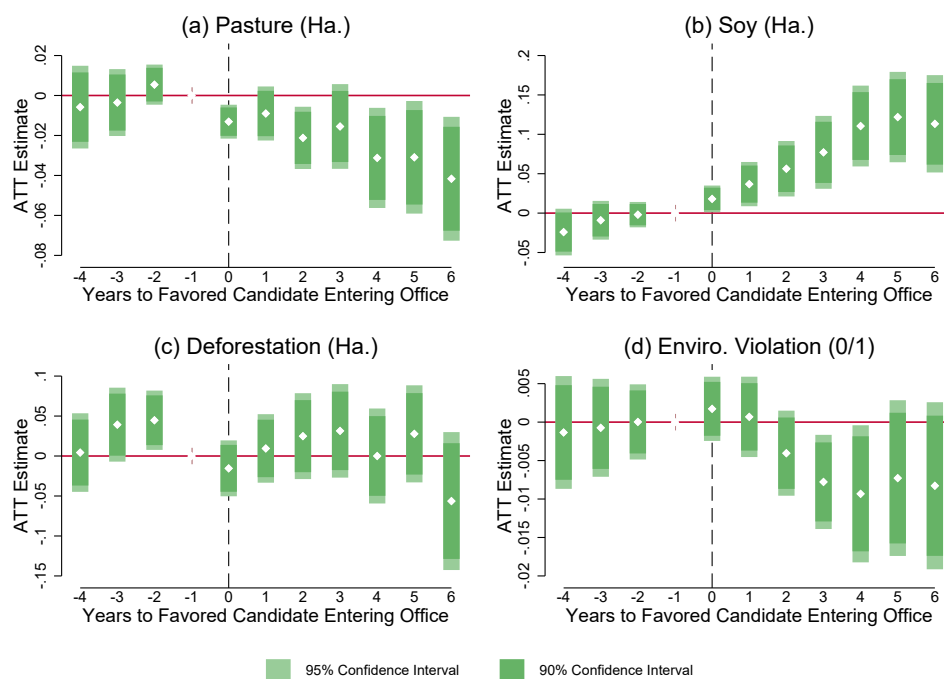 (a) Pasture (Ha.)
ATT Estimate
.02
0
-.02
-.04
-.06
-.08
-4 -3 -2 -1 0 1 2 3 4 5 6
Years to Favored Candidate Entering Office
(b) Soy (Ha.)
ATT Estimate
.2
.15
.1
.05
0
-.05
-4 -3 -2 -1 0 1 2 3 4 5 6
Years to Favored Candidate Entering Office
(c) Deforestation (Ha.)
ATT Estimate
.1
.05
0
-.05
-.1
-.15
-4 -3 -2 -1 0 1 2 3 4 5 6
Years to Favored Candidate Entering Office
(d) Enviro. Violation (0/1)
ATT Estimate
.005
0
-.005
-.01
-.015
-.02
-4 -3 -2 -1 0 1 2 3 4 5 6
Years to Favored Candidate Entering Office
95% Confidence Interval
90% Confidence Interval